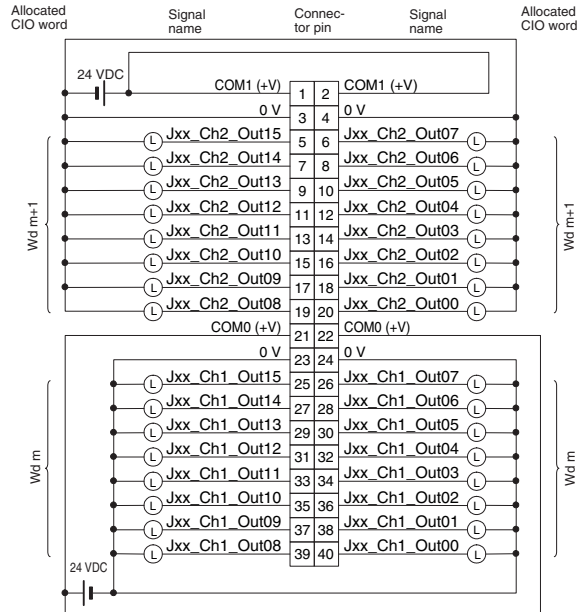 Allocated CIO word Signal name Connec-tor pin Signal name Allocated CIO word
24 VDC
COM1 (+V) 1 2 COM1 (+V)
0 V 3 4 0 V
L Jxx_Ch2_Out15 5 6 Jxx_Ch2_Out07 L
L Jxx_Ch2_Out14 7 8 Jxx_Ch2_Out06 L
L Jxx_Ch2_Out13 9 10 Jxx_Ch2_Out05 L
L Jxx_Ch2_Out12 11 12 Jxx_Ch2_Out04 L
L Jxx_Ch2_Out11 13 14 Jxx_Ch2_Out03 L
L Jxx_Ch2_Out10 15 16 Jxx_Ch2_Out02 L
L Jxx_Ch2_Out09 17 18 Jxx_Ch2_Out01 L
L Jxx_Ch2_Out08 19 20 Jxx_Ch2_Out00 L
Wd m+1
Wd m+1
COM0 (+V) 21 22 COM0 (+V)
0 V 23 24 0 V
L Jxx_Ch1_Out15 25 26 Jxx_Ch1_Out07 L
L Jxx_Ch1_Out14 27 28 Jxx_Ch1_Out06 L
L Jxx_Ch1_Out13 29 30 Jxx_Ch1_Out05 L
L Jxx_Ch1_Out12 31 32 Jxx_Ch1_Out04 L
L Jxx_Ch1_Out11 33 34 Jxx_Ch1_Out03 L
L Jxx_Ch1_Out10 35 36 Jxx_Ch1_Out02 L
L Jxx_Ch1_Out09 37 38 Jxx_Ch1_Out01 L
L Jxx_Ch1_Out08 39 40 Jxx_Ch1_Out00 L
Wd m
Wd m
24 VDC